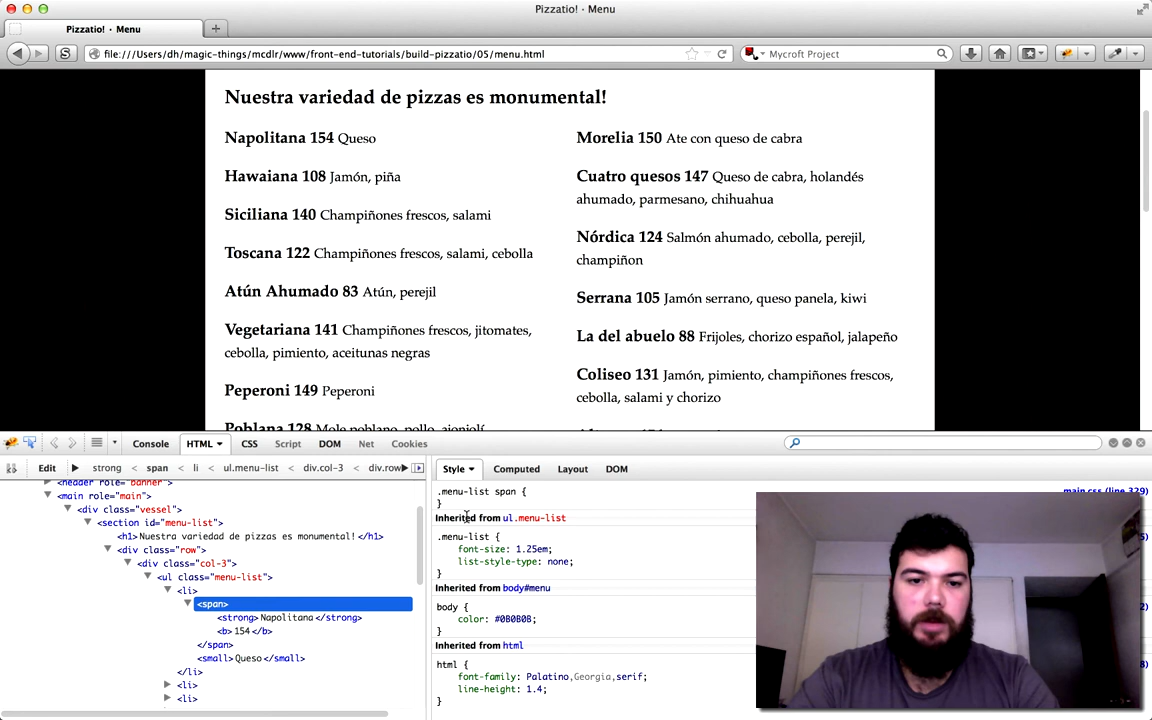 Pizzatio! · Menu
Pizzatio! · Menu
file:///Users/dh/magic-things/mcdlr/www/front-end-tutorials/build-pizzatio/05/menu.html
Mycroft Project
Nuestra variedad de pizzas es monumental!
Napolitana 154 Queso
Hawaiana 108 Jamón, piña
Siciliana 140 Champiñones frescos, salami
Toscana 122 Champiñones frescos, salami, cebolla
Atún Ahumado 83 Atún, perejil
Vegetariana 141 Champiñones frescos, jitomates,
cebolla, pimiento, aceitunas negras
Peperoni 149 Peperoni
Poblana 128 Mole poblano, pollo, ajonjolí
Morelia 150 Ate con queso de cabra
Cuatro quesos 147 Queso de cabra, holandés
ahumado, parmesano, chihuahua
Nórdica 124 Salmón ahumado, cebolla, perejil,
champiñon
Serrana 105 Jamón serrano, queso panela, kiwi
La del abuelo 88 Frijoles, chorizo español, jalapeño
Coliseo 131 Jamón, pimiento, champiñones frescos,
cebolla, salami y chorizo
Console HTML CSS Script DOM Net Cookies
Edit strong < span < li < ul.menu-list < div.col-3 < div.row
<header role="banner">
<main role="main">
<div class="vessel">
<section id="menu-list">
<h1>Nuestra variedad de pizzas es monumental!</h1>
<div class="row">
<div class="col-3">
<ul class="menu-list">
<li>
<span>
<strong>Napolitana</strong>
<b>154</b>
</span>
<small>Queso</small>
</li>
<li>
<li>
Style Computed Layout DOM
.menu-list span {
main.css (line 329)
}
Inherited from ul.menu-list
.menu-list {
font-size: 1.25em;
list-style-type: none;
}
Inherited from body#menu
body {
color: #0B0B0B;
}
Inherited from html
html {
font-family: Palatino,Georgia,serif;
line-height: 1.4;
}